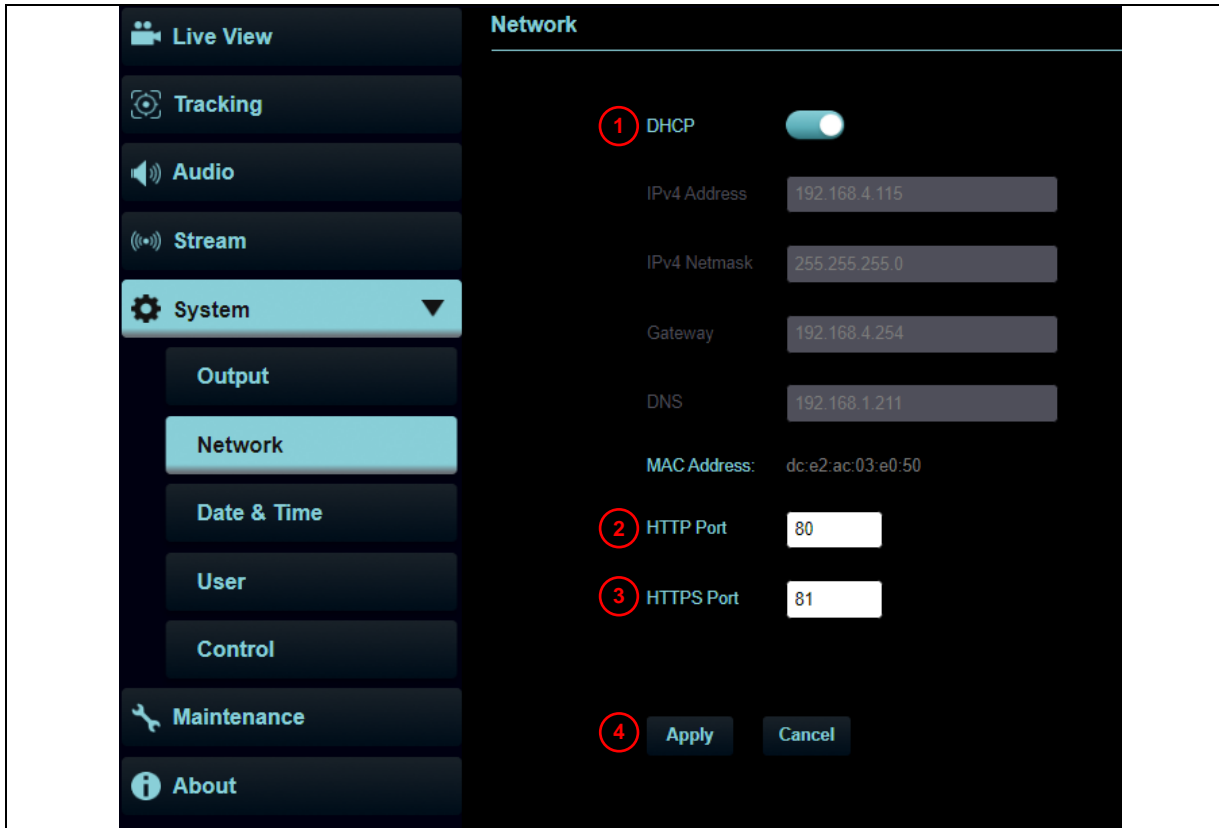 Live View
Tracking
Audio
Stream
System
Output
Network
Date & Time
User
Control
Maintenance
About
Network
1 DHCP
IPv4 Address 192.168.4.115
IPv4 Netmask 255.255.255.0
Gateway 192.168.4.254
DNS 192.168.1.211
MAC Address: dc:e2:ac:03:e0:50
2 HTTP Port 80
3 HTTPS Port 81
4 Apply Cancel